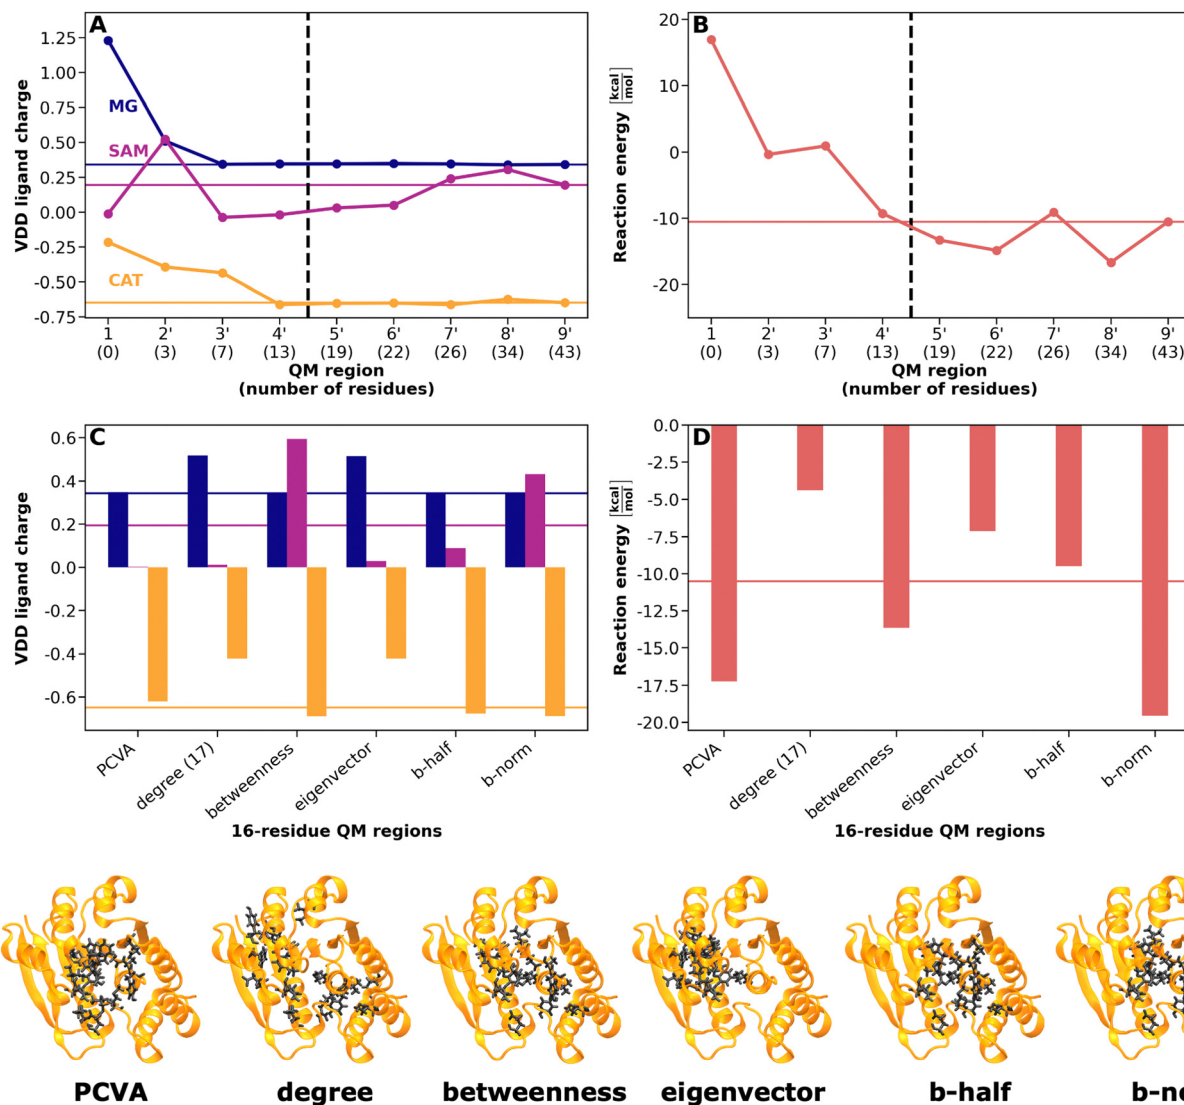 A
VDD ligand charge
1.25
1.00
0.75
0.50
0.25
0.00
-0.25
-0.50
-0.75
MG
SAM
CAT
1 2' 3' 4' 5' 6' 7' 8' 9'
(0) (3) (7) (13) (19) (22) (26) (34) (43)
QM region
(number of residues)
B
Reaction energy [kcal/mol]
20
10
0
-10
-20
1 2' 3' 4' 5' 6' 7' 8' 9'
(0) (3) (7) (13) (19) (22) (26) (34) (43)
QM region
(number of residues)
C
VDD ligand charge
0.6
0.4
0.2
0.0
-0.2
-0.4
-0.6
PCVA degree (17) betweenness eigenvector b-half b-norm
16-residue QM regions
D
Reaction energy [kcal/mol]
0.0
-2.5
-5.0
-7.5
-10.0
-12.5
-15.0
-17.5
-20.0
PCVA degree (17) betweenness eigenvector b-half b-norm
16-residue QM regions
PCVA degree betweenness eigenvector b-half